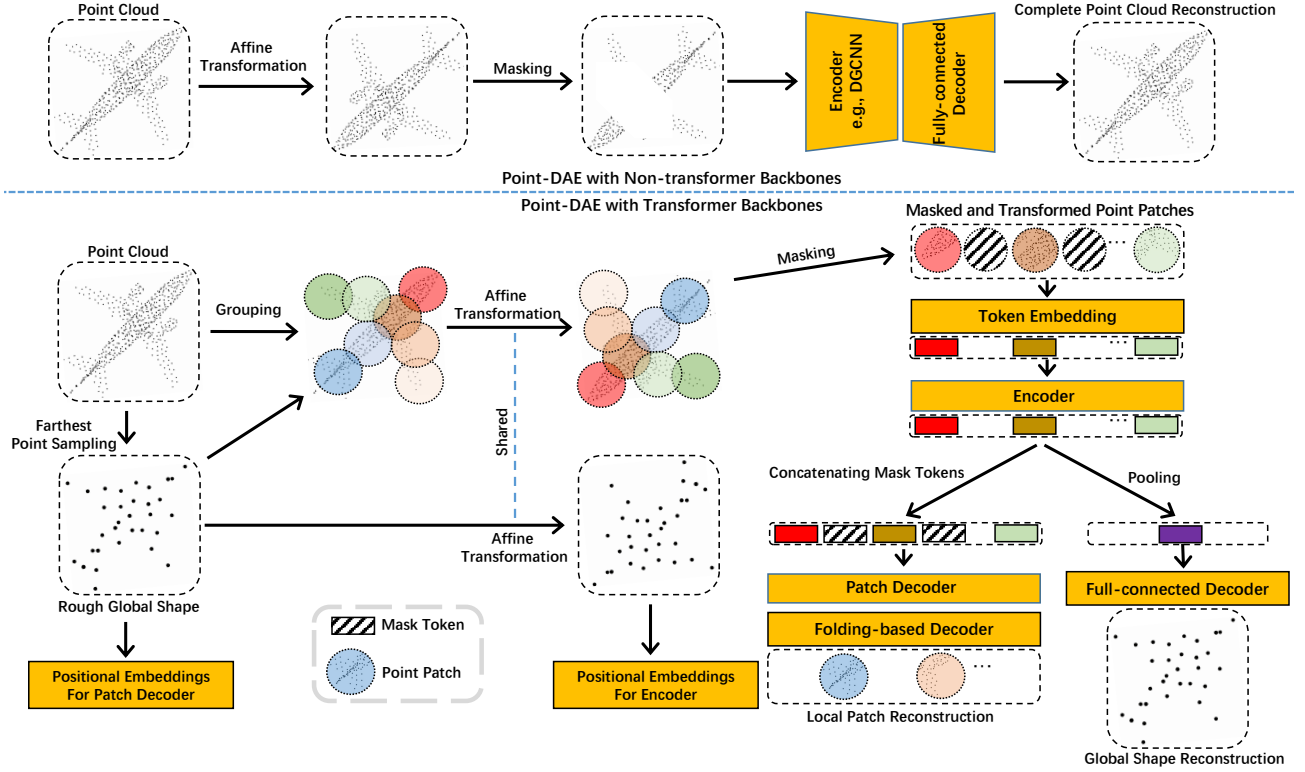 Point Cloud
Affine
Transformation
Masking
Encoder
e.g., DGCNN
Fully-connected
Decoder
Complete Point Cloud Reconstruction
Point-DAE with Non-transformer Backbones
Point-DAE with Transformer Backbones
Point Cloud
Grouping
Affine
Transformation
Masking
Masked and Transformed Point Patches
...
Token Embedding
...
Encoder
...
Farthest
Point Sampling
Shared
Affine
Transformation
Rough Global Shape
Concatenating Mask Tokens
Pooling
Patch Decoder
Folding-based Decoder
...
Local Patch Reconstruction
Full-connected Decoder
Global Shape Reconstruction
Mask Token
Point Patch
Positional Embeddings
For Patch Decoder
Positional Embeddings
For Encoder